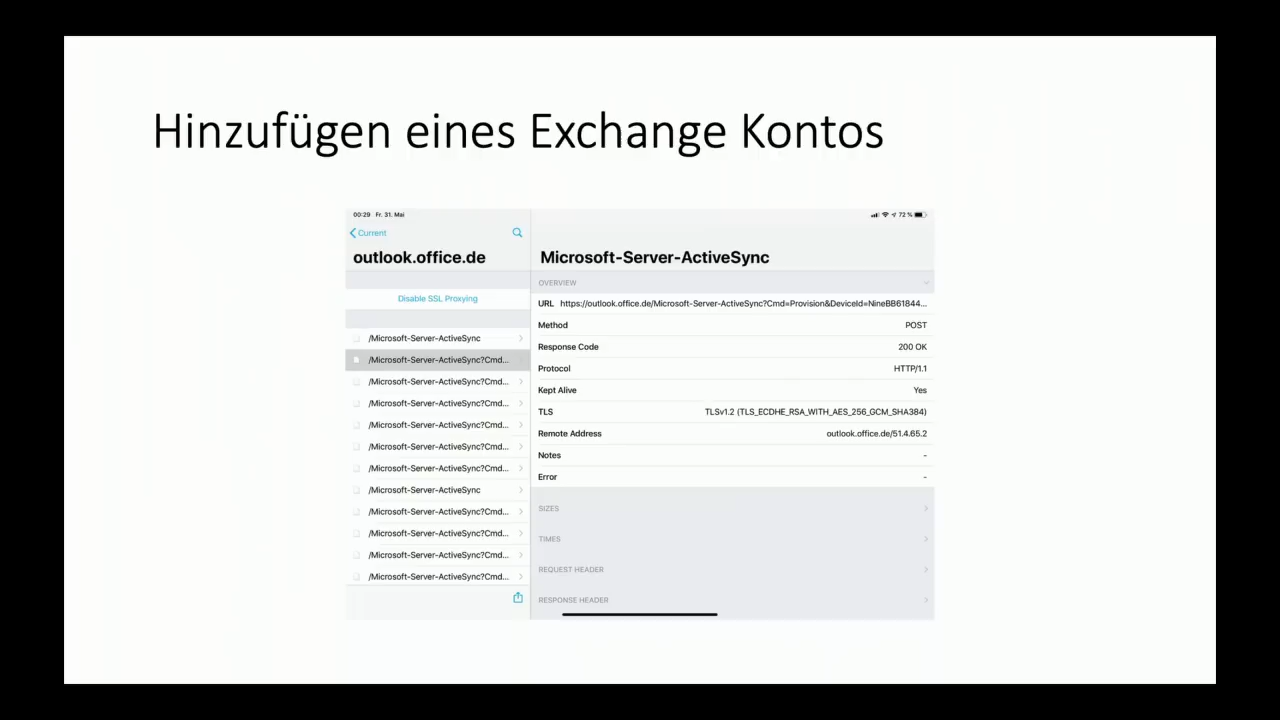 Hinzufügen eines Exchange Kontos
00:29 Fr. 31. Mai
72 %
Current
outlook.office.de
Disable SSL Proxying
/Microsoft-Server-ActiveSync
/Microsoft-Server-ActiveSync?Cmd...
/Microsoft-Server-ActiveSync?Cmd...
/Microsoft-Server-ActiveSync?Cmd...
/Microsoft-Server-ActiveSync?Cmd...
/Microsoft-Server-ActiveSync?Cmd...
/Microsoft-Server-ActiveSync?Cmd...
/Microsoft-Server-ActiveSync
/Microsoft-Server-ActiveSync?Cmd...
/Microsoft-Server-ActiveSync?Cmd...
/Microsoft-Server-ActiveSync?Cmd...
/Microsoft-Server-ActiveSync?Cmd...
Microsoft-Server-ActiveSync
OVERVIEW
URL https://outlook.office.de/Microsoft-Server-ActiveSync?Cmd=Provision&DeviceId=NineBB61844...
Method POST
Response Code 200 OK
Protocol HTTP/1.1
Kept Alive Yes
TLS TLSv1.2 (TLS_ECDHE_RSA_WITH_AES_256_GCM_SHA384)
Remote Address outlook.office.de/51.4.65.2
Notes -
Error -
SIZES
TIMES
REQUEST HEADER
RESPONSE HEADER